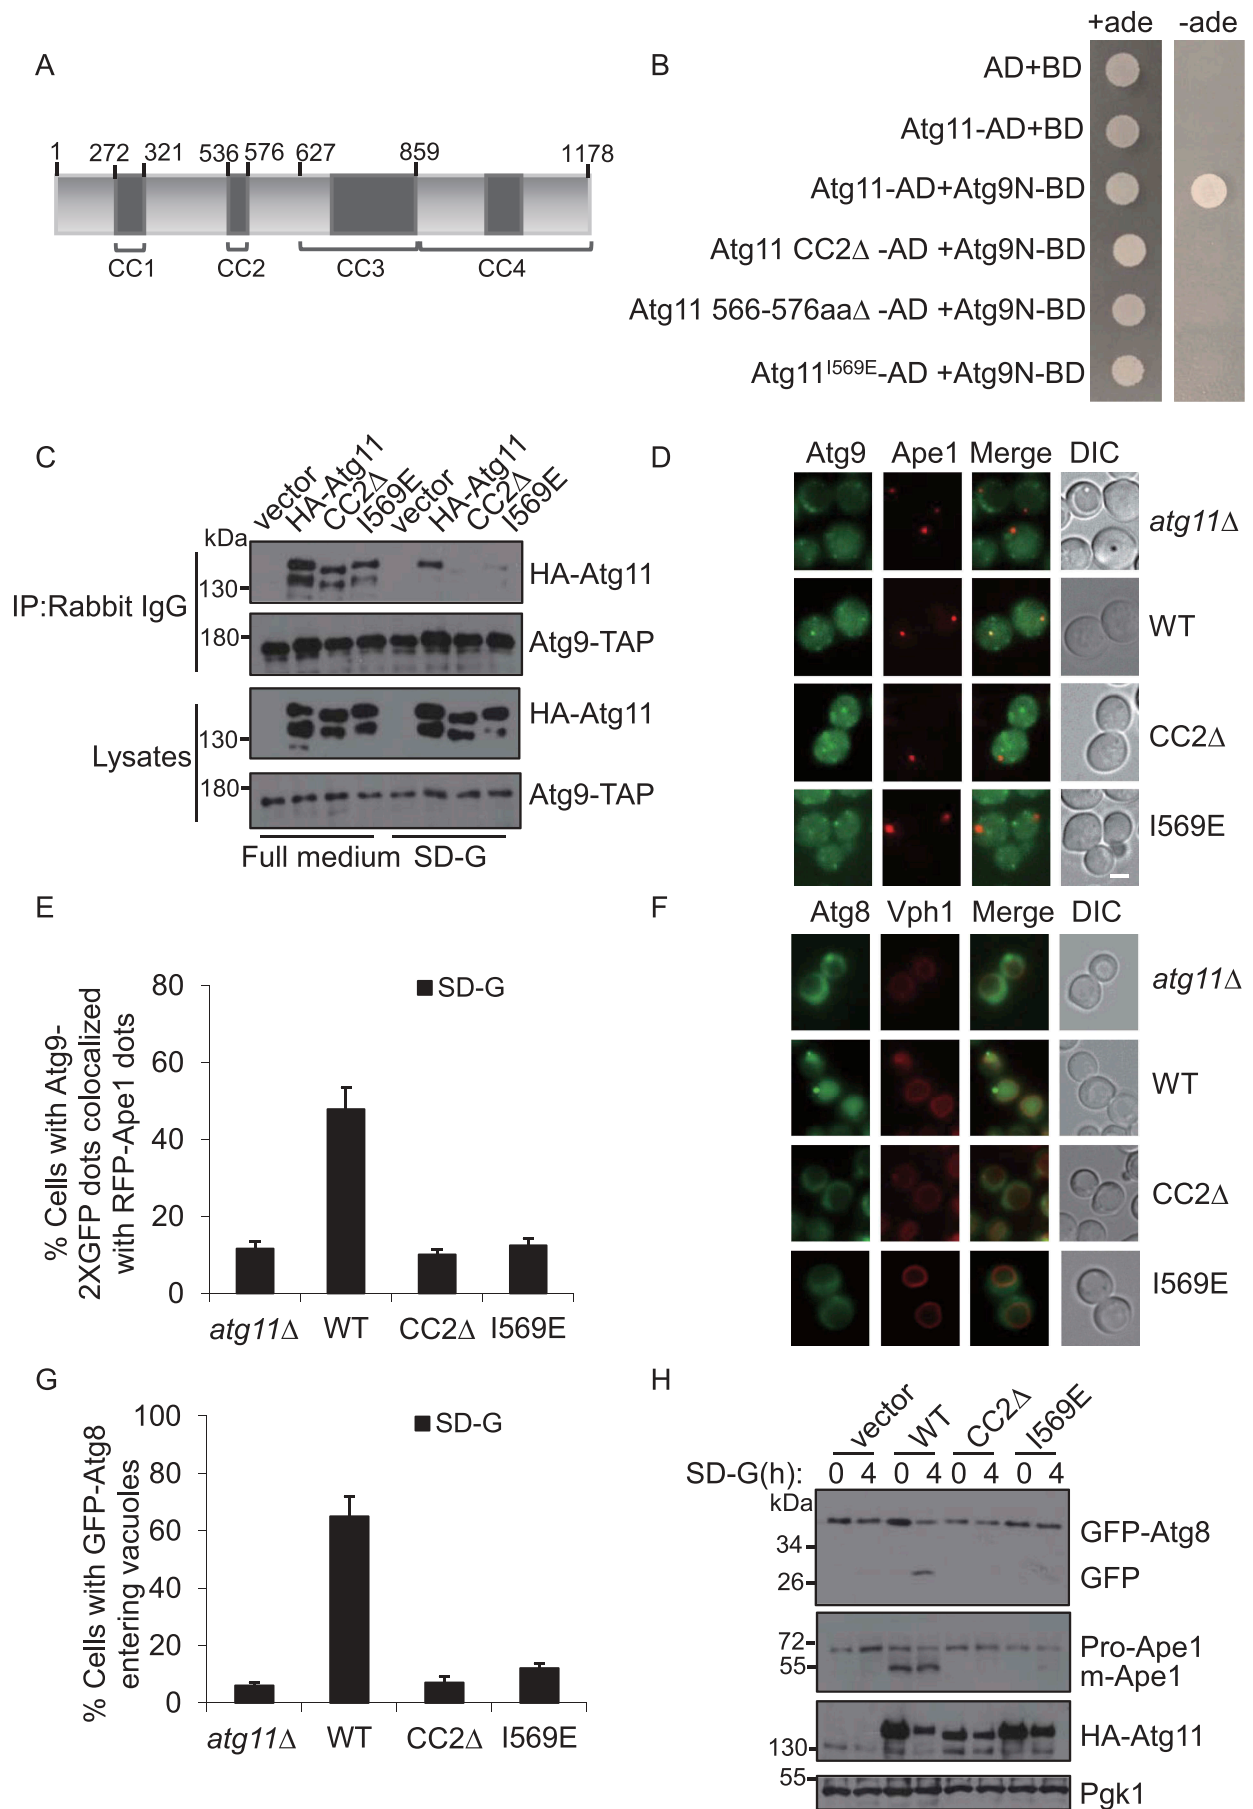 A
1 272 321 536 576 627 859 1178
CC1 CC2 CC3 CC4
B
+ade -ade
AD+BD
Atg11-AD+BD
Atg11-AD+Atg9N-BD
Atg11 CC2Δ -AD +Atg9N-BD
Atg11 566-576aaΔ -AD +Atg9N-BD
Atg11I569E-AD +Atg9N-BD
C
vector HA-Atg11 CC2Δ I569E vector HA-Atg11 CC2Δ I569E
kDa
IP:Rabbit IgG
130 HA-Atg11
180 Atg9-TAP
Lysates
130 HA-Atg11
180 Atg9-TAP
Full medium SD-G
D
Atg9 Ape1 Merge DIC
atg11Δ
WT
CC2Δ
I569E
E
% Cells with Atg9-
2XGFP dots colocalized
with RFP-Ape1 dots
80
60
40
20
0
SD-G
atg11Δ WT CC2Δ I569E
F
Atg8 Vph1 Merge DIC
atg11Δ
WT
CC2Δ
I569E
G
% Cells with GFP-Atg8
entering vacuoles
100
80
60
40
20
0
SD-G
atg11Δ WT CC2Δ I569E
H
vector WT CC2Δ I569E
SD-G(h): 0 4 0 4 0 4 0 4
kDa
GFP-Atg8
34
GFP
26
72 Pro-Ape1
55 m-Ape1
HA-Atg11
130
55
Pgk1